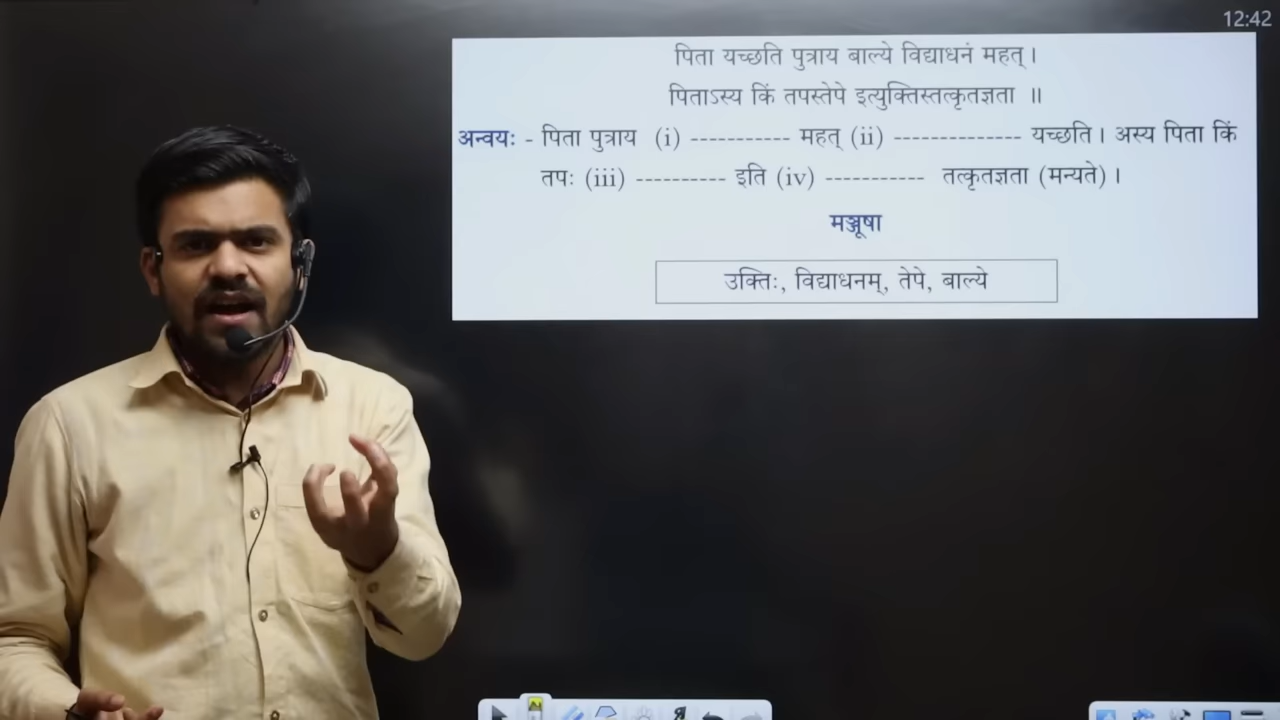 12:42
पिता यच्छति पुत्राय बाल्ये विद्याधनं महत् ।
पिताऽस्य किं तपस्तेपे इत्युक्तिस्तत्कृतज्ञता ॥
अन्वयः - पिता पुत्राय (i) ----------- महत् (ii) -------------- यच्छति । अस्य पिता किं
तपः (iii) ---------- इति (iv) ----------- तत्कृतज्ञता (मन्यते) ।
मञ्जूषा
उक्तिः, विद्याधनम्, तेपे, बाल्ये